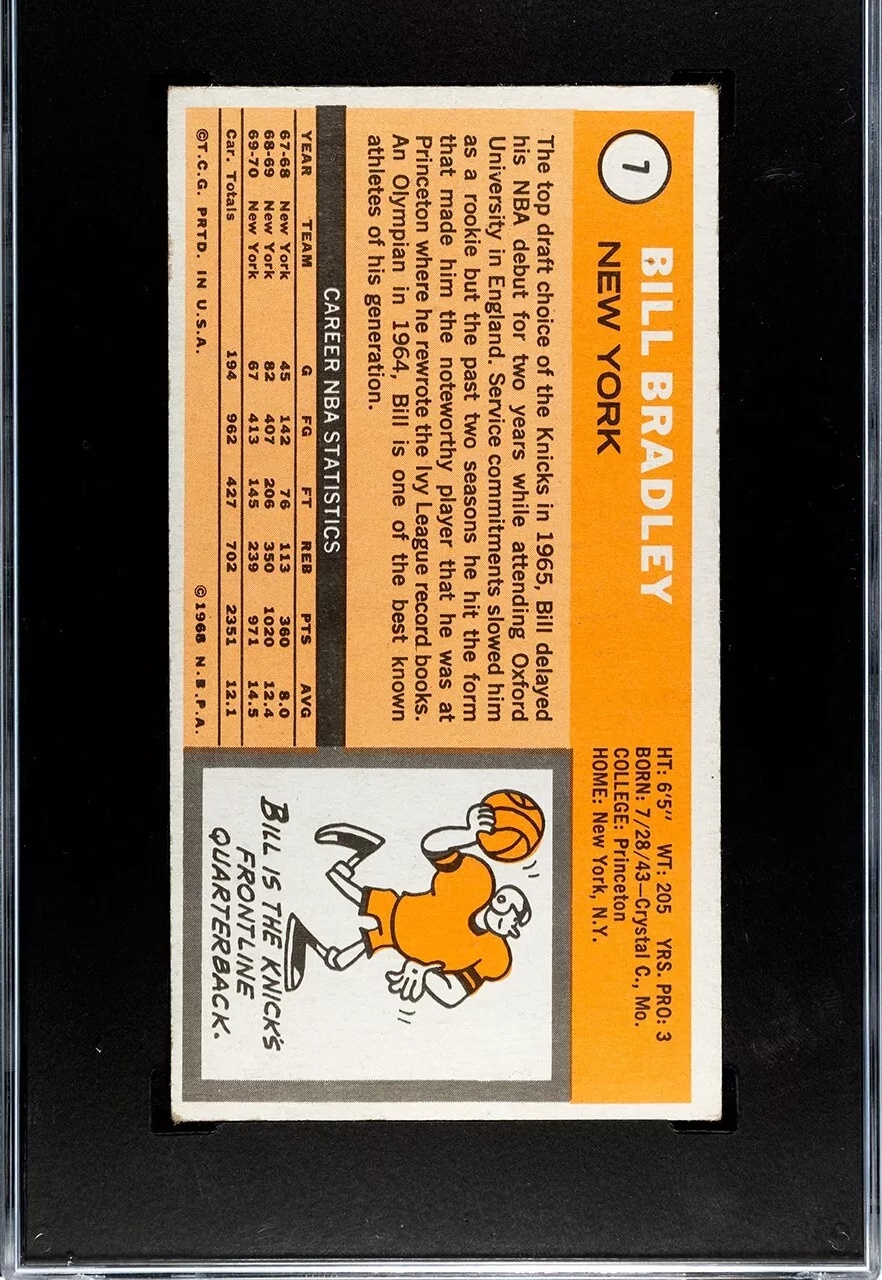 7
BILL BRADLEY
NEW YORK
HT: 6'5" WT: 205 YRS. PRO: 3
BORN: 7/28/43—Crystal C., Mo.
COLLEGE: Princeton
HOME: New York, N.Y.
The top draft choice of the Knicks in 1965, Bill delayed
his NBA debut for two years while attending Oxford
University in England. Service commitments slowed him
as a rookie but the past two seasons he hit the form
that made him the noteworthy player that he was at
Princeton where he rewrote the Ivy League record books.
An Olympian in 1964, Bill is one of the best known
athletes of his generation.
CAREER NBA STATISTICS
YEAR TEAM G FG FT REB PTS AVG
67-68 New York 45 142 76 113 360 8.0
68-69 New York 82 407 206 350 1020 12.4
69-70 New York 67 413 145 239 971 14.5
Car. Totals 194 962 427 702 2351 12.1
©T.C.G. PRTD. IN U.S.A. ©1968 N.B.P.A.
BILL IS THE KNICK'S
FRONTLINE
QUARTERBACK.